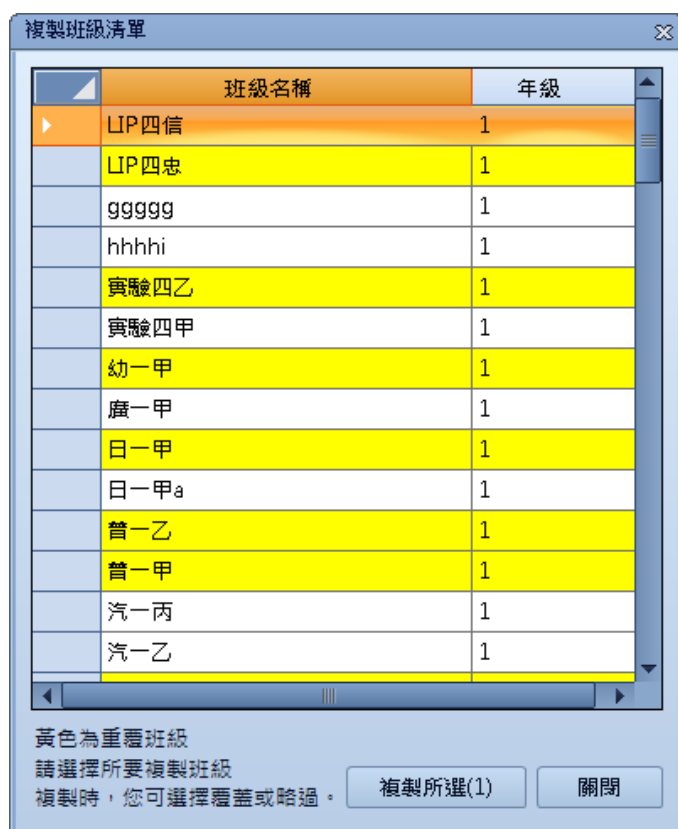 複製班級清單
班級名稱 年級
LIP四信 1
LIP四忠 1
ggggg 1
hhhhi 1
實驗四乙 1
實驗四甲 1
幼一甲 1
廣一甲 1
日一甲 1
日一甲a 1
普一乙 1
普一甲 1
汽一丙 1
汽一乙 1
黃色為重覆班級
請選擇所要複製班級
複製時，您可選擇覆蓋或略過。
複製所選(1) 關閉